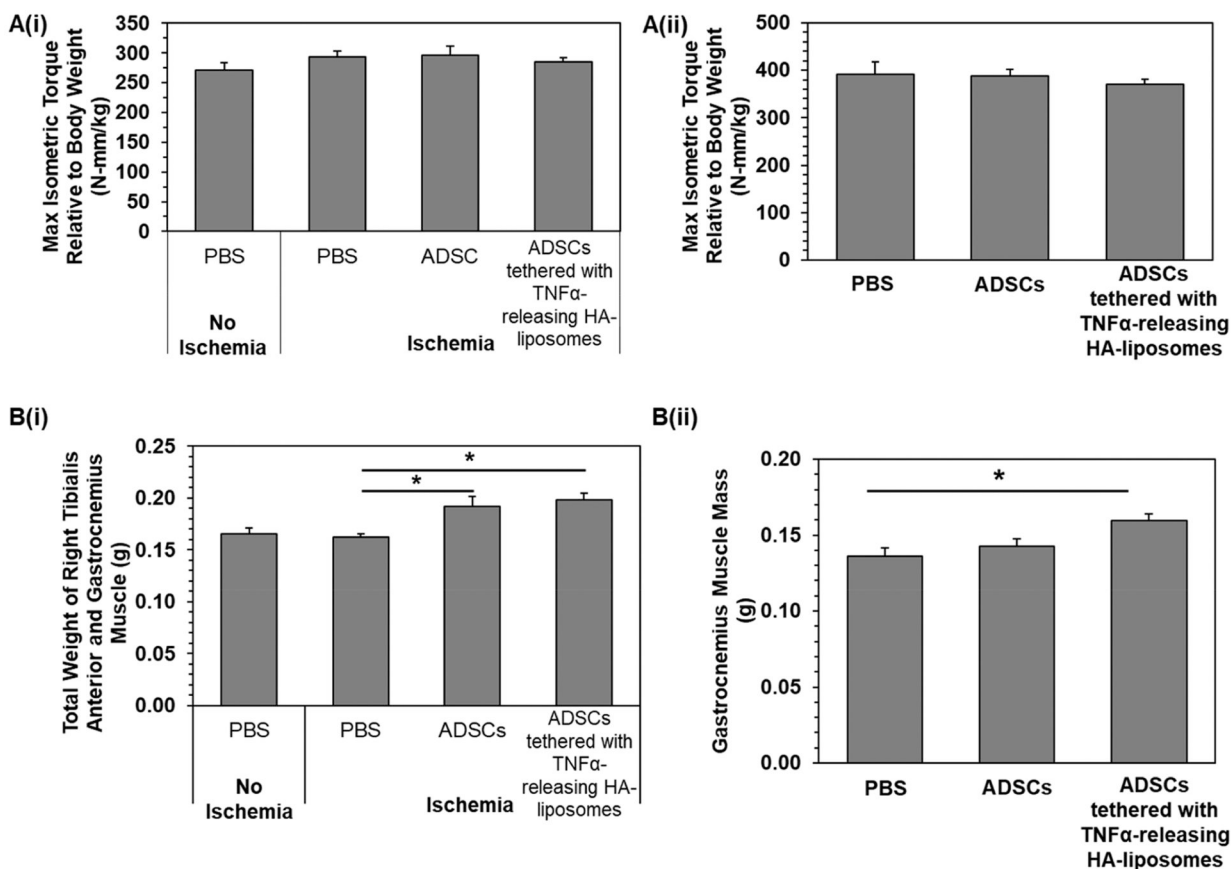 A(i)
Max Isometric Torque
Relative to Body Weight
(N-mm/kg)
350
300
250
200
150
100
50
0
PBS
PBS
ADSC
ADSCs
tethered with
TNFα-
releasing HA-
liposomes
No
Ischemia
Ischemia
A(ii)
Max Isometric Torque
Relative to Body Weight
(N-mm/kg)
500
400
300
200
100
0
PBS
ADSCs
ADSCs
tethered with
TNFα-releasing
HA-liposomes
B(i)
Total Weight of Right Tibialis
Anterior and Gastrocnemius
Muscle (g)
0.25
0.20
0.15
0.10
0.05
0.00
*
*
PBS
PBS
ADSCs
ADSCs
tethered with
TNFα-
releasing HA-
liposomes
No
Ischemia
Ischemia
B(ii)
Gastrocnemius Muscle Mass
(g)
0.20
0.15
0.10
0.05
0.00
*
PBS
ADSCs
ADSCs
tethered with
TNFα-releasing
HA-liposomes